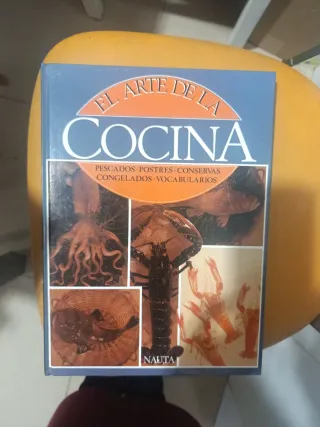 EL ARTE DE LA
COCINA
PESCADOS · POSTRES · CONSERVAS
CONGELADOS · VOCABULARIOS
NAUTA